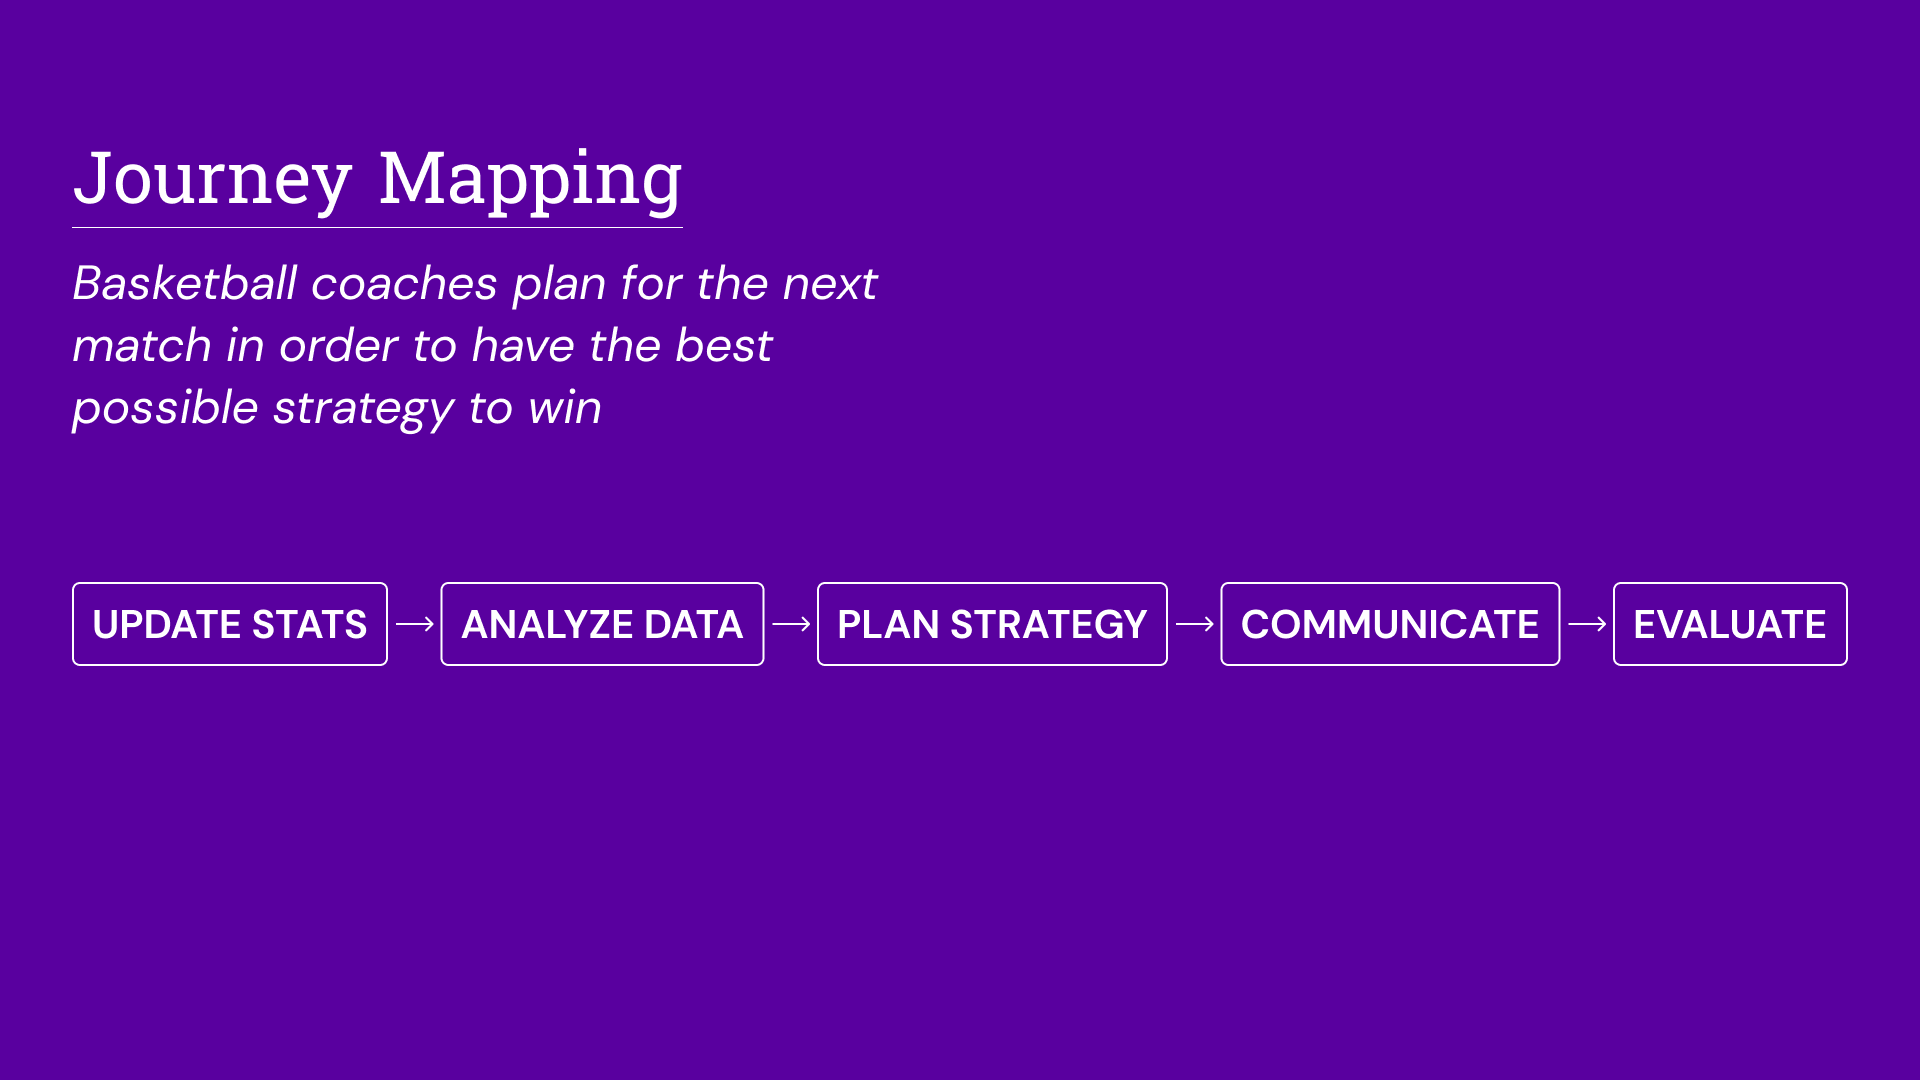 Journey Mapping
Basketball coaches plan for the next
match in order to have the best
possible strategy to win
UPDATE STATS
ANALYZE DATA
PLAN STRATEGY
COMMUNICATE
EVALUATE